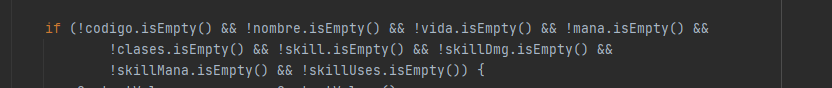 if (!codigo.isEmpty() && !nombre.isEmpty() && !vida.isEmpty() && !mana.isEmpty() &&
!clases.isEmpty() && !skill.isEmpty() && !skillDmg.isEmpty() &&
!skillMana.isEmpty() && !skillUses.isEmpty()) {